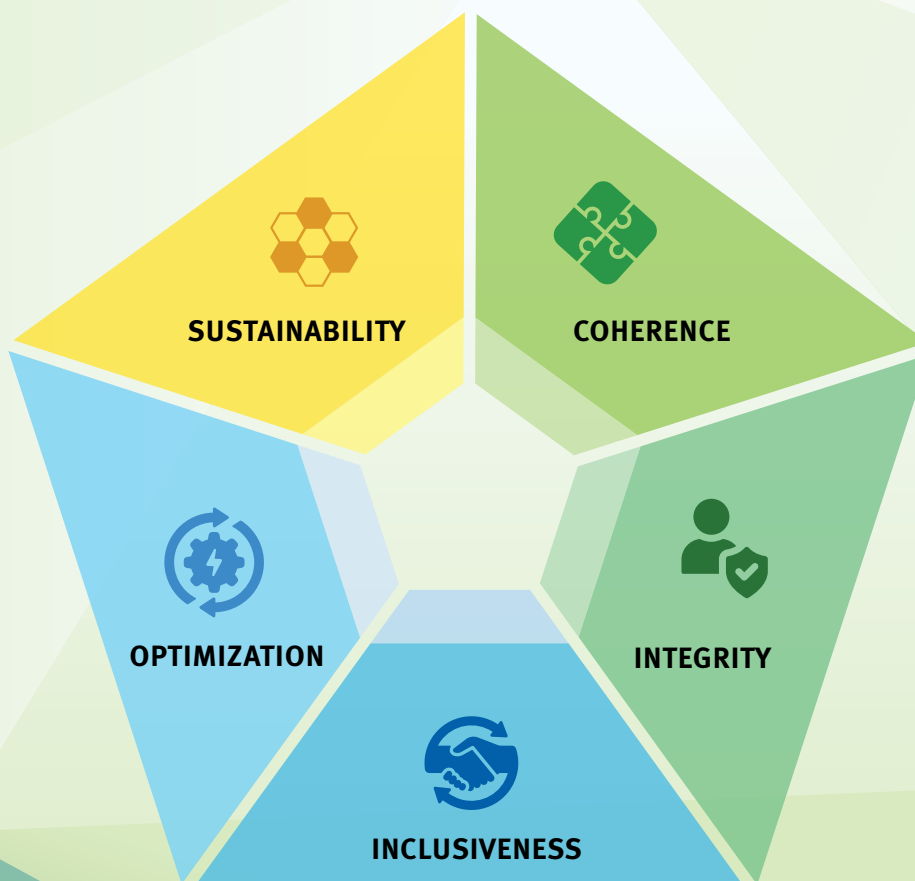 SUSTAINABILITY
COHERENCE
OPTIMIZATION
INTEGRITY
INCLUSIVENESS